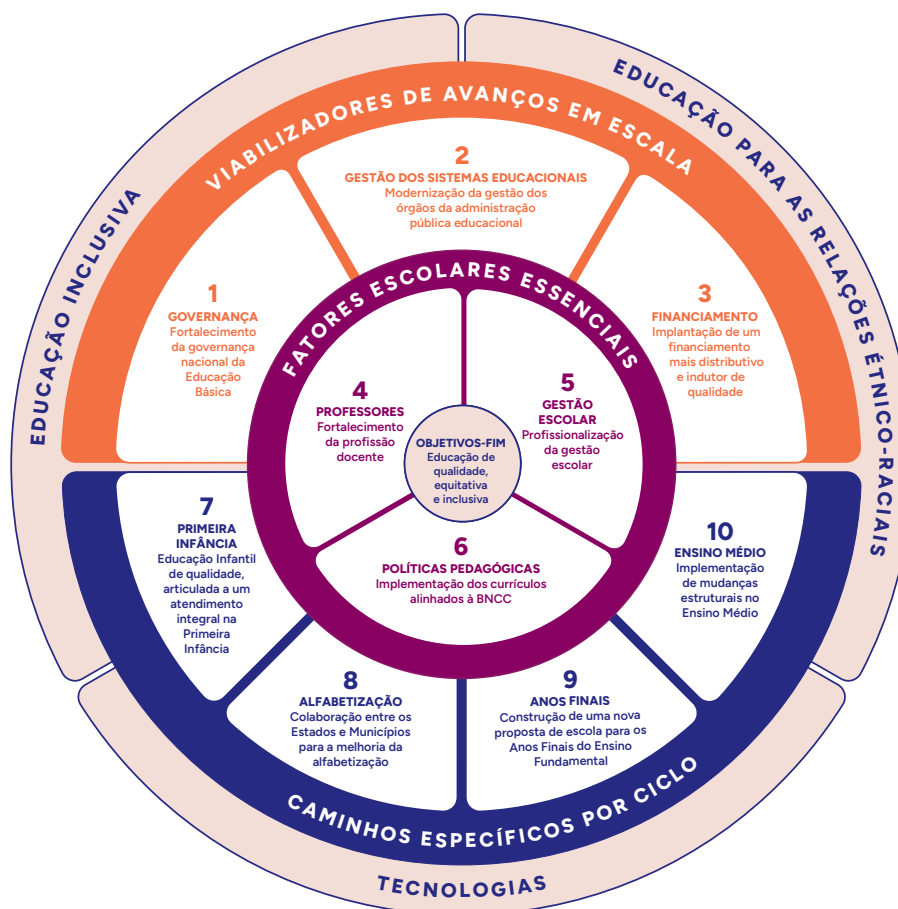 EDUCAÇÃO INCLUSIVA
EDUCAÇÃO PARA AS RELAÇÕES ÉTNICO-RACIAIS
VIABILIZADORES DE AVANÇOS EM ESCALA
1
GOVERNANÇA
Fortalecimento
da governança
nacional da
Educação
Básica
2
GESTÃO DOS SISTEMAS EDUCACIONAIS
Modernização da gestão dos
órgãos da administração
pública educacional
3
FINANCIAMENTO
Implantação de um
financiamento
mais distributivo
e indutor de
qualidade
FATORES ESCOLARES ESSENCIAIS
4
PROFESSORES
Fortalecimento
da profissão
docente
5
GESTÃO
ESCOLAR
Profissionalização
da gestão
escolar
OBJETIVOS-FIM
Educação de
qualidade,
equitativa
e inclusiva
6
POLÍTICAS PEDAGÓGICAS
Implementação dos currículos
alinhados à BNCC
7
PRIMEIRA
INFÂNCIA
Educação Infantil
de qualidade,
articulada a um
atendimento
integral na
Primeira
Infância
8
ALFABETIZAÇÃO
Colaboração entre os
Estados e Municípios
para a melhoria da
alfabetização
9
ANOS FINAIS
Construção de uma nova
proposta de escola para os
Anos Finais do Ensino
Fundamental
10
ENSINO MÉDIO
Implementação
de mudanças
estruturais no
Ensino Médio
CAMINHOS ESPECÍFICOS POR CICLO
TECNOLOGIAS